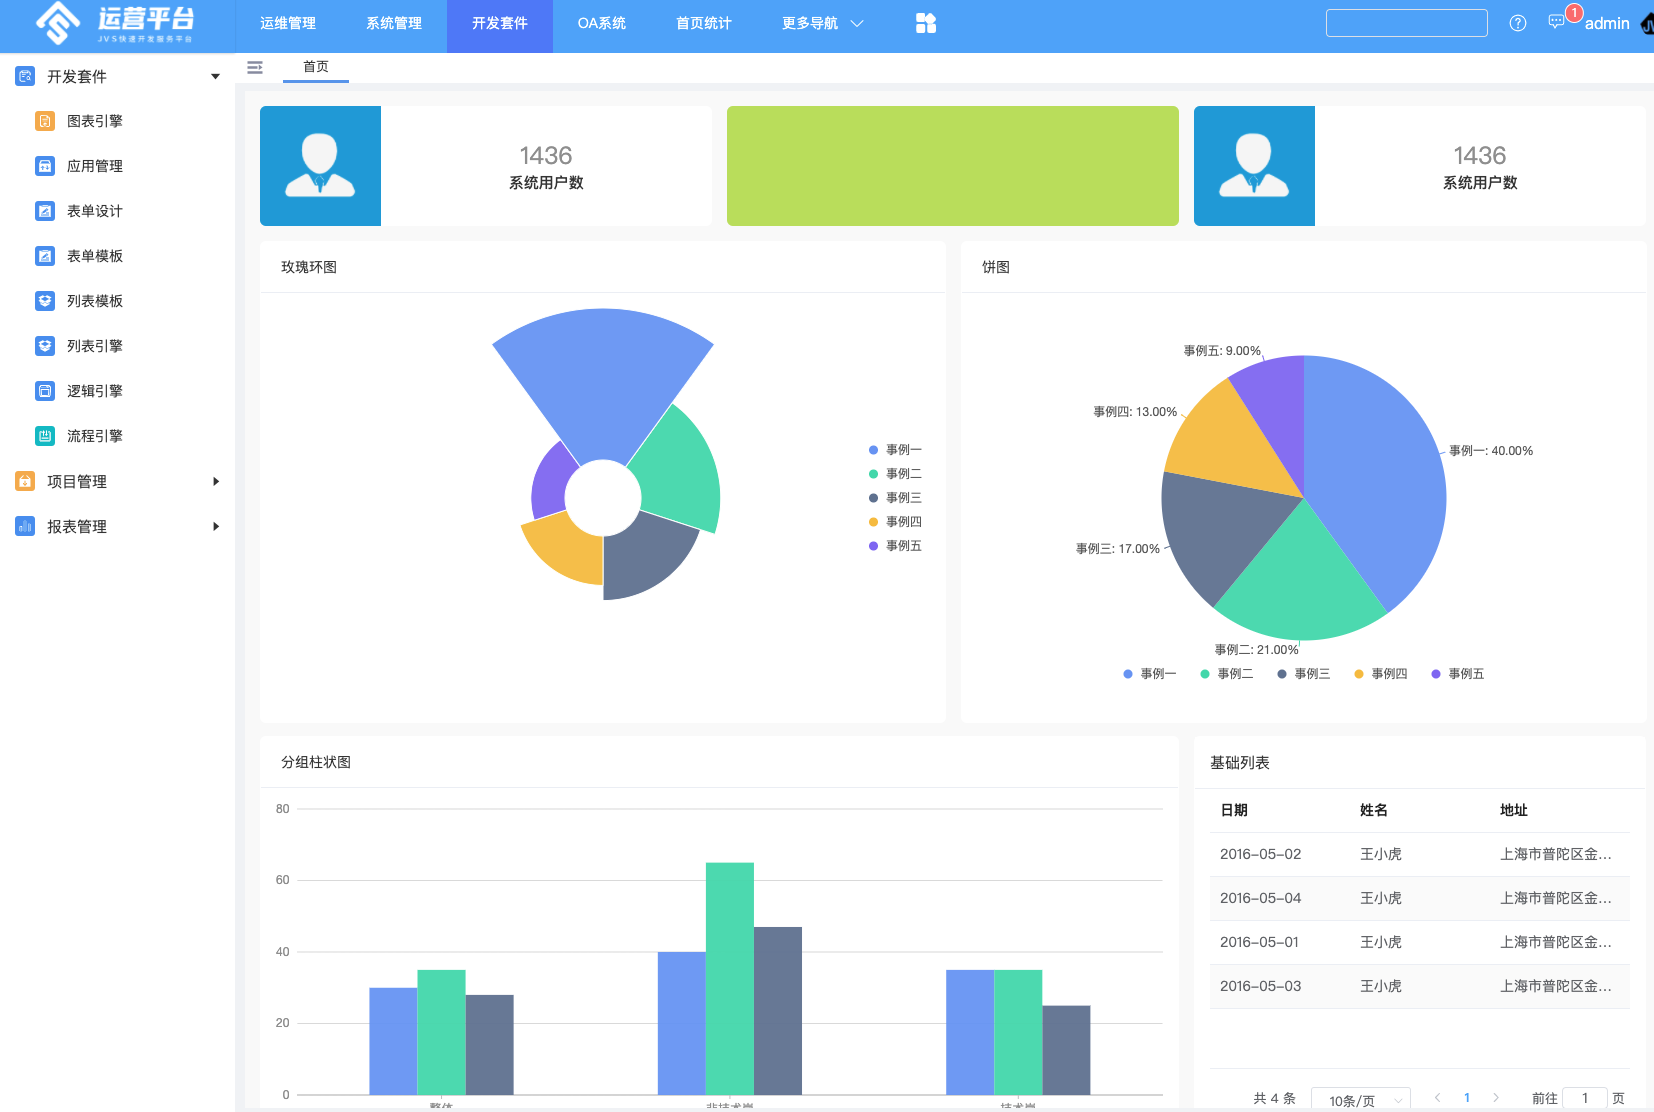 运营平台
JVS快速开发服务平台
运维管理
系统管理
开发套件
OA系统
首页统计
更多导航
1
admin
首页
开发套件
图表引擎
应用管理
表单设计
表单模板
列表模板
列表引擎
逻辑引擎
流程引擎
项目管理
报表管理
1436
系统用户数
1436
系统用户数
玫瑰环图
事例一
事例二
事例三
事例四
事例五
饼图
事例五: 9.00%
事例四: 13.00%
事例一: 40.00%
事例三: 17.00%
事例二: 21.00%
事例一
事例二
事例三
事例四
事例五
分组柱状图
80
60
40
20
0
整体
非技术岗
技术岗
基础列表
日期 姓名 地址
2016-05-02 王小虎 上海市普陀区金...
2016-05-04 王小虎 上海市普陀区金...
2016-05-01 王小虎 上海市普陀区金...
2016-05-03 王小虎 上海市普陀区金...
共 4 条 10条/页 1 前往 1 页